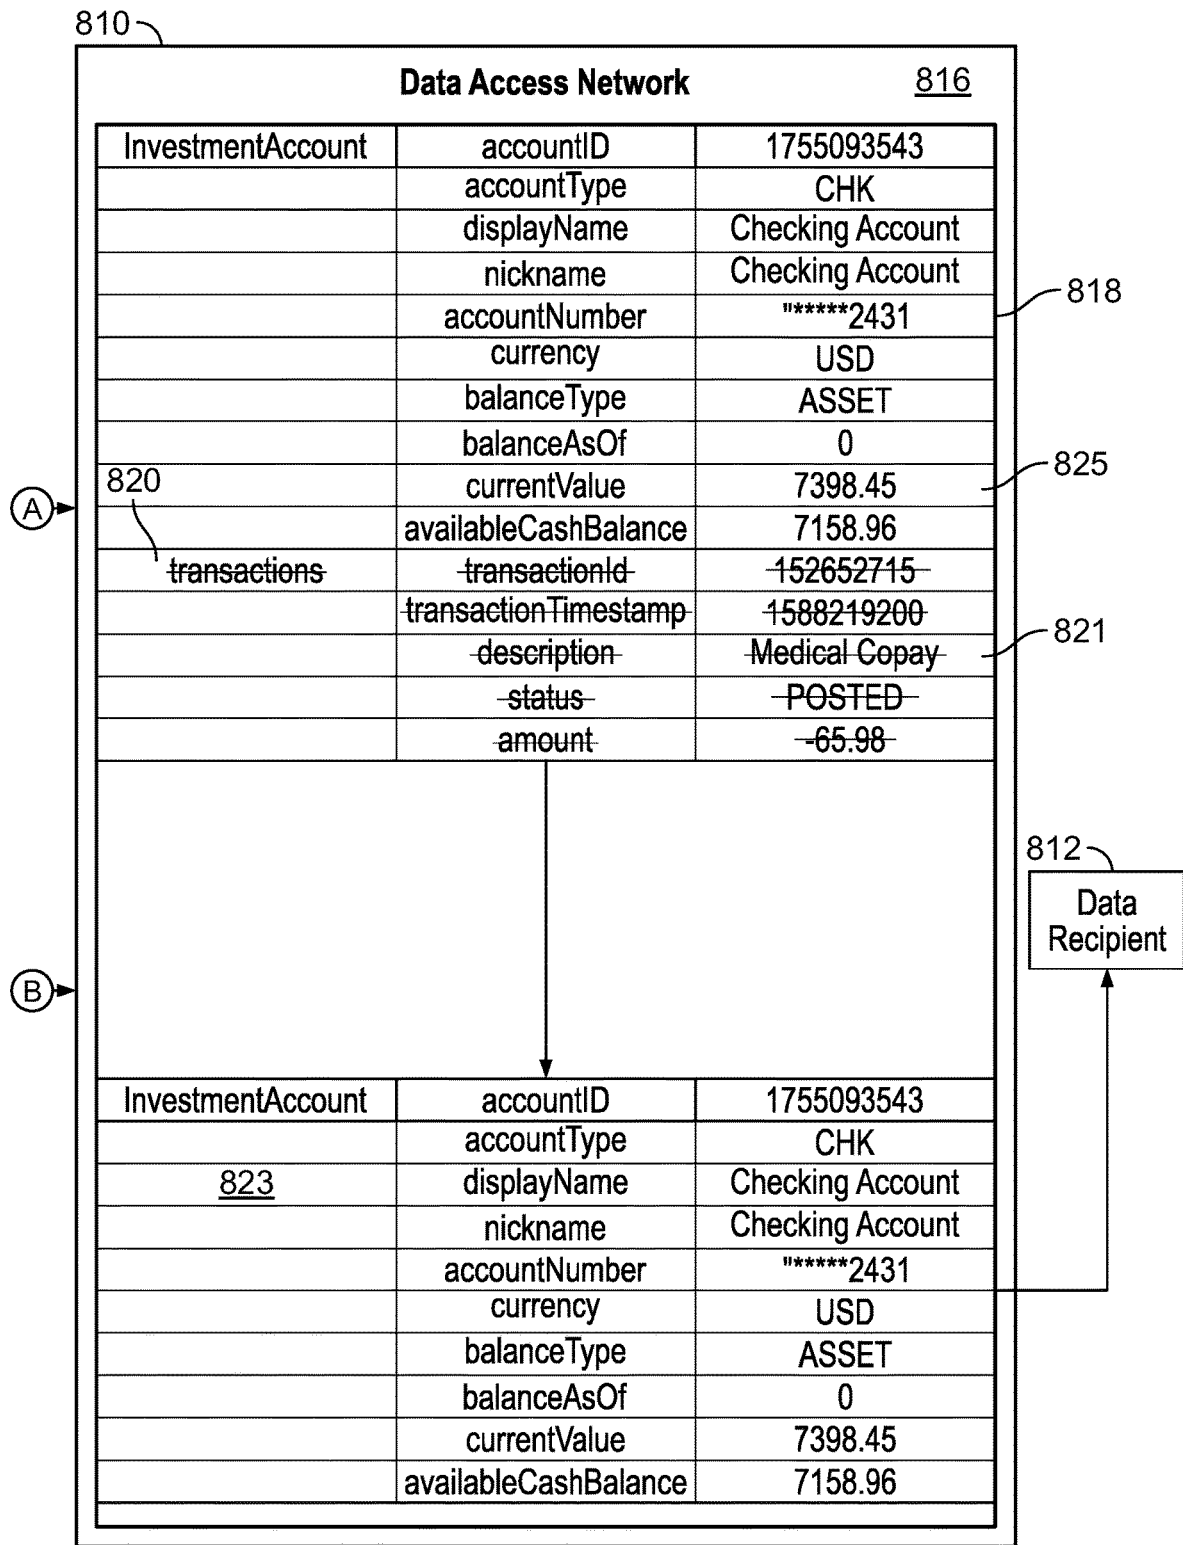 810
Data Access Network 816
InvestmentAccount accountID 1755093543
accountType CHK
displayName Checking Account
nickname Checking Account
818
accountNumber "*****2431
currency USD
balanceType ASSET
balanceAsOf 0
820 825
currentValue 7398.45
A
availableCashBalance 7158.96
transactions transactionId 152652715
transactionTimestamp 1588219200
821
description Medical Copay
status POSTED
amount -65.98
812
Data
Recipient
B
InvestmentAccount accountID 1755093543
accountType CHK
823 displayName Checking Account
nickname Checking Account
accountNumber "*****2431
currency USD
balanceType ASSET
balanceAsOf 0
currentValue 7398.45
availableCashBalance 7158.96